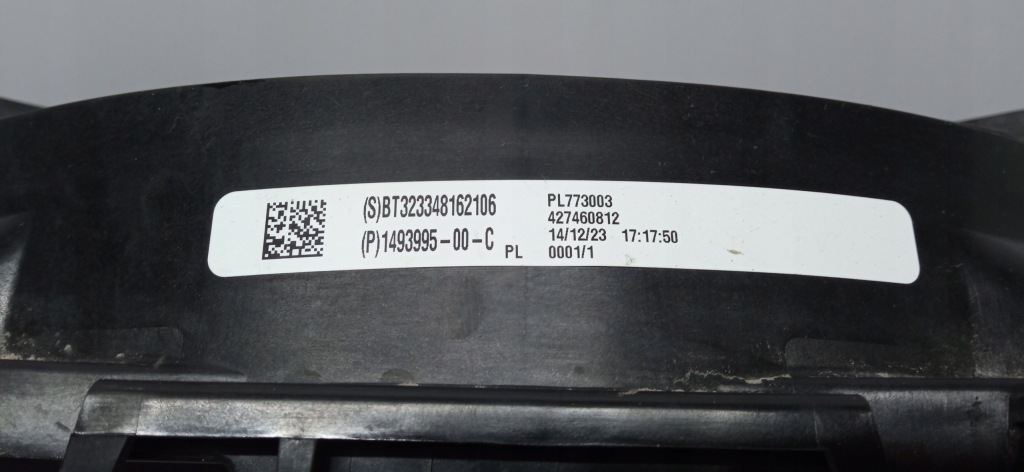 (S)BT323348162106
(P)1493995-00-C PL
PL773003
427460812
14/12/23 17:17:50
0001/1